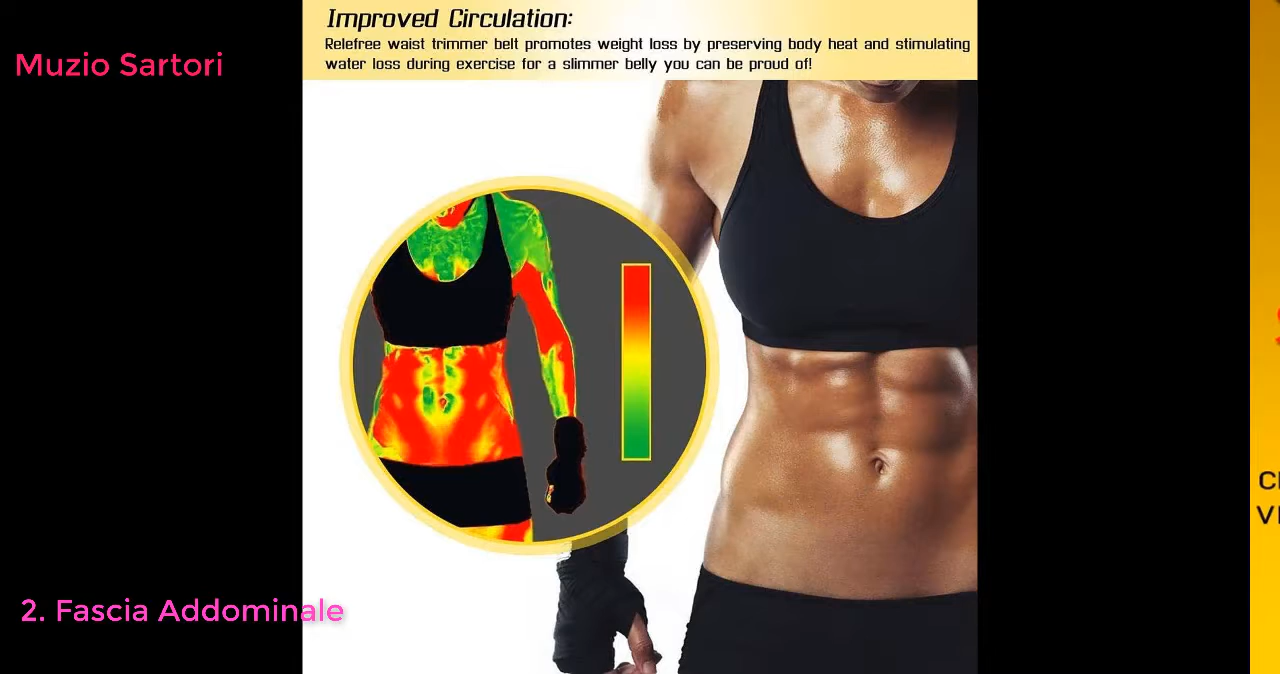 Improved Circulation:
Relefree waist trimmer belt promotes weight loss by preserving body heat and stimulating
water loss during exercise for a slimmer belly you can be proud of!
Muzio Sartori
2. Fascia Addominale